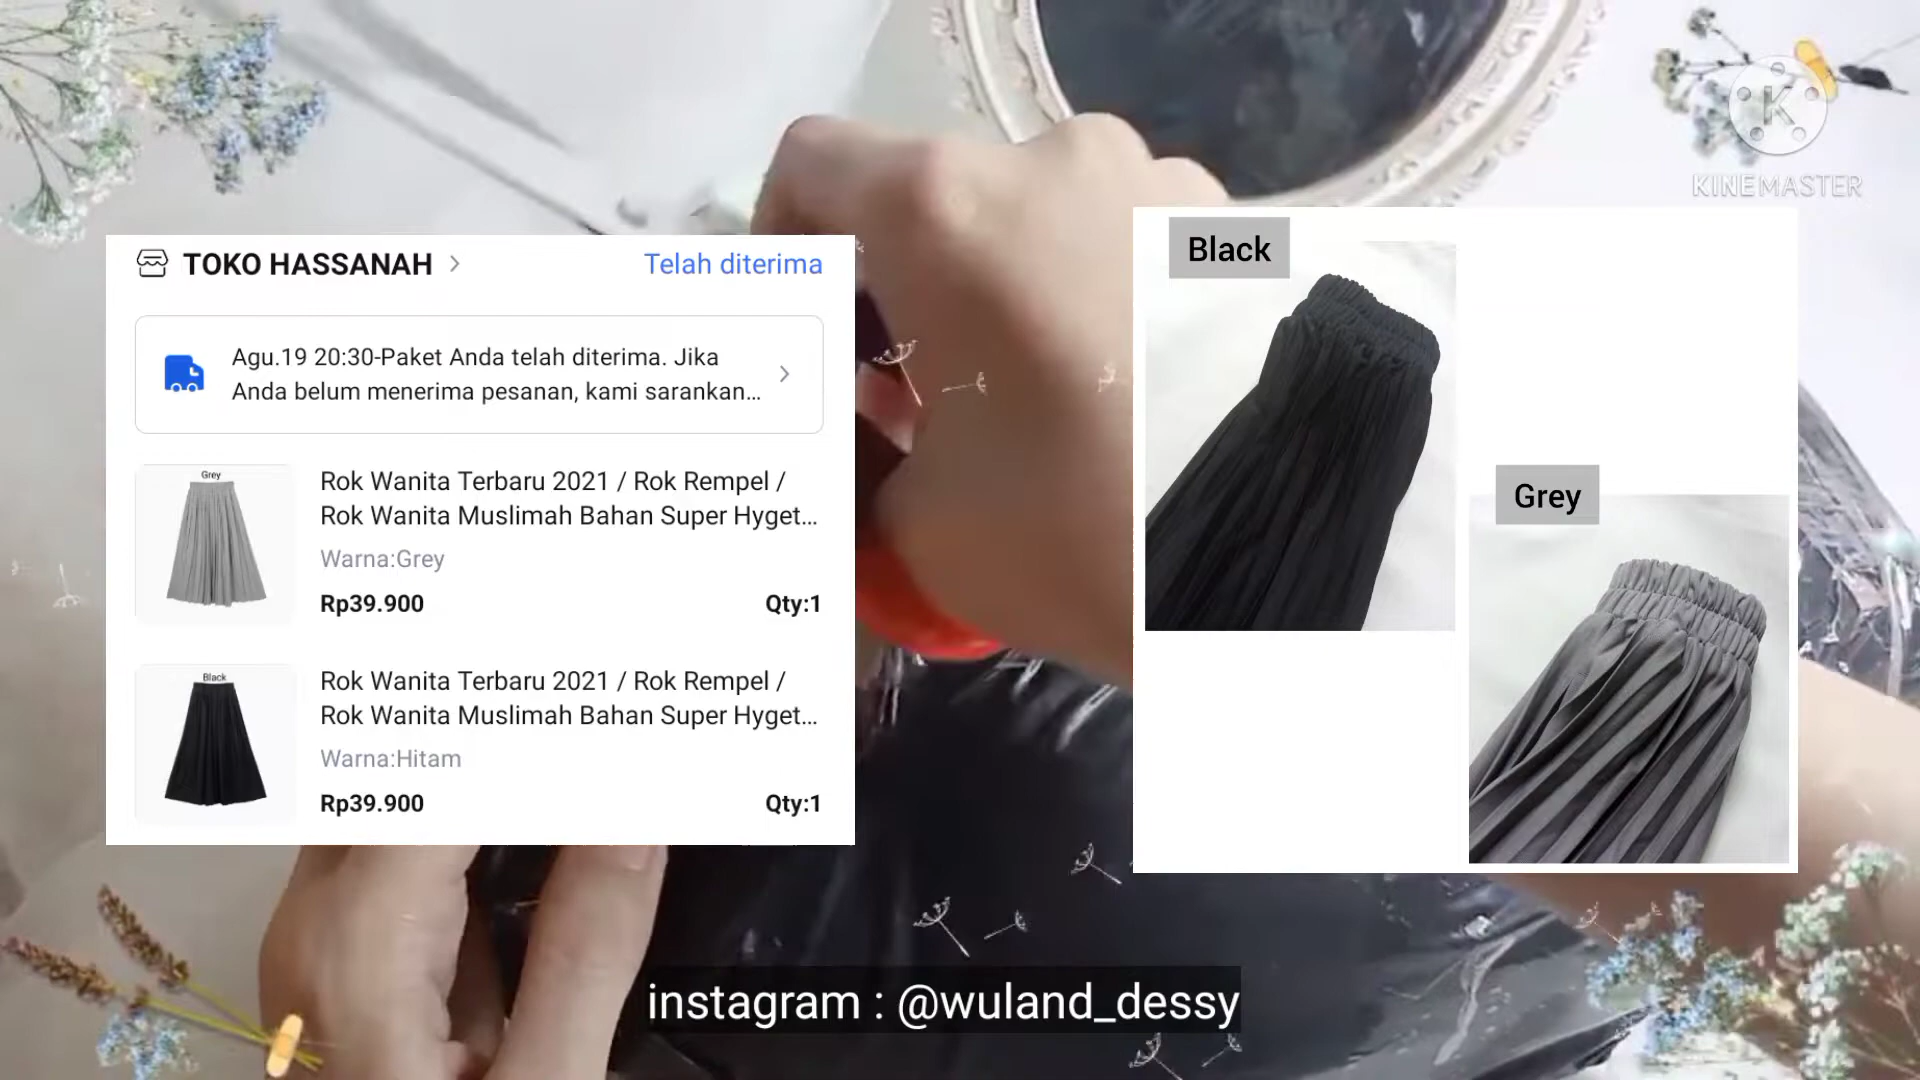 KINEMASTER
TOKO HASSANAH
Telah diterima
Agu.19 20:30-Paket Anda telah diterima. Jika
Anda belum menerima pesanan, kami sarankan...
Grey
Rok Wanita Terbaru 2021 / Rok Rempel /
Rok Wanita Muslimah Bahan Super Hyget...
Warna:Grey
Rp39.900
Qty:1
Black
Rok Wanita Terbaru 2021 / Rok Rempel /
Rok Wanita Muslimah Bahan Super Hyget...
Warna:Hitam
Rp39.900
Qty:1
Black
Grey
instagram : @wuland_dessy